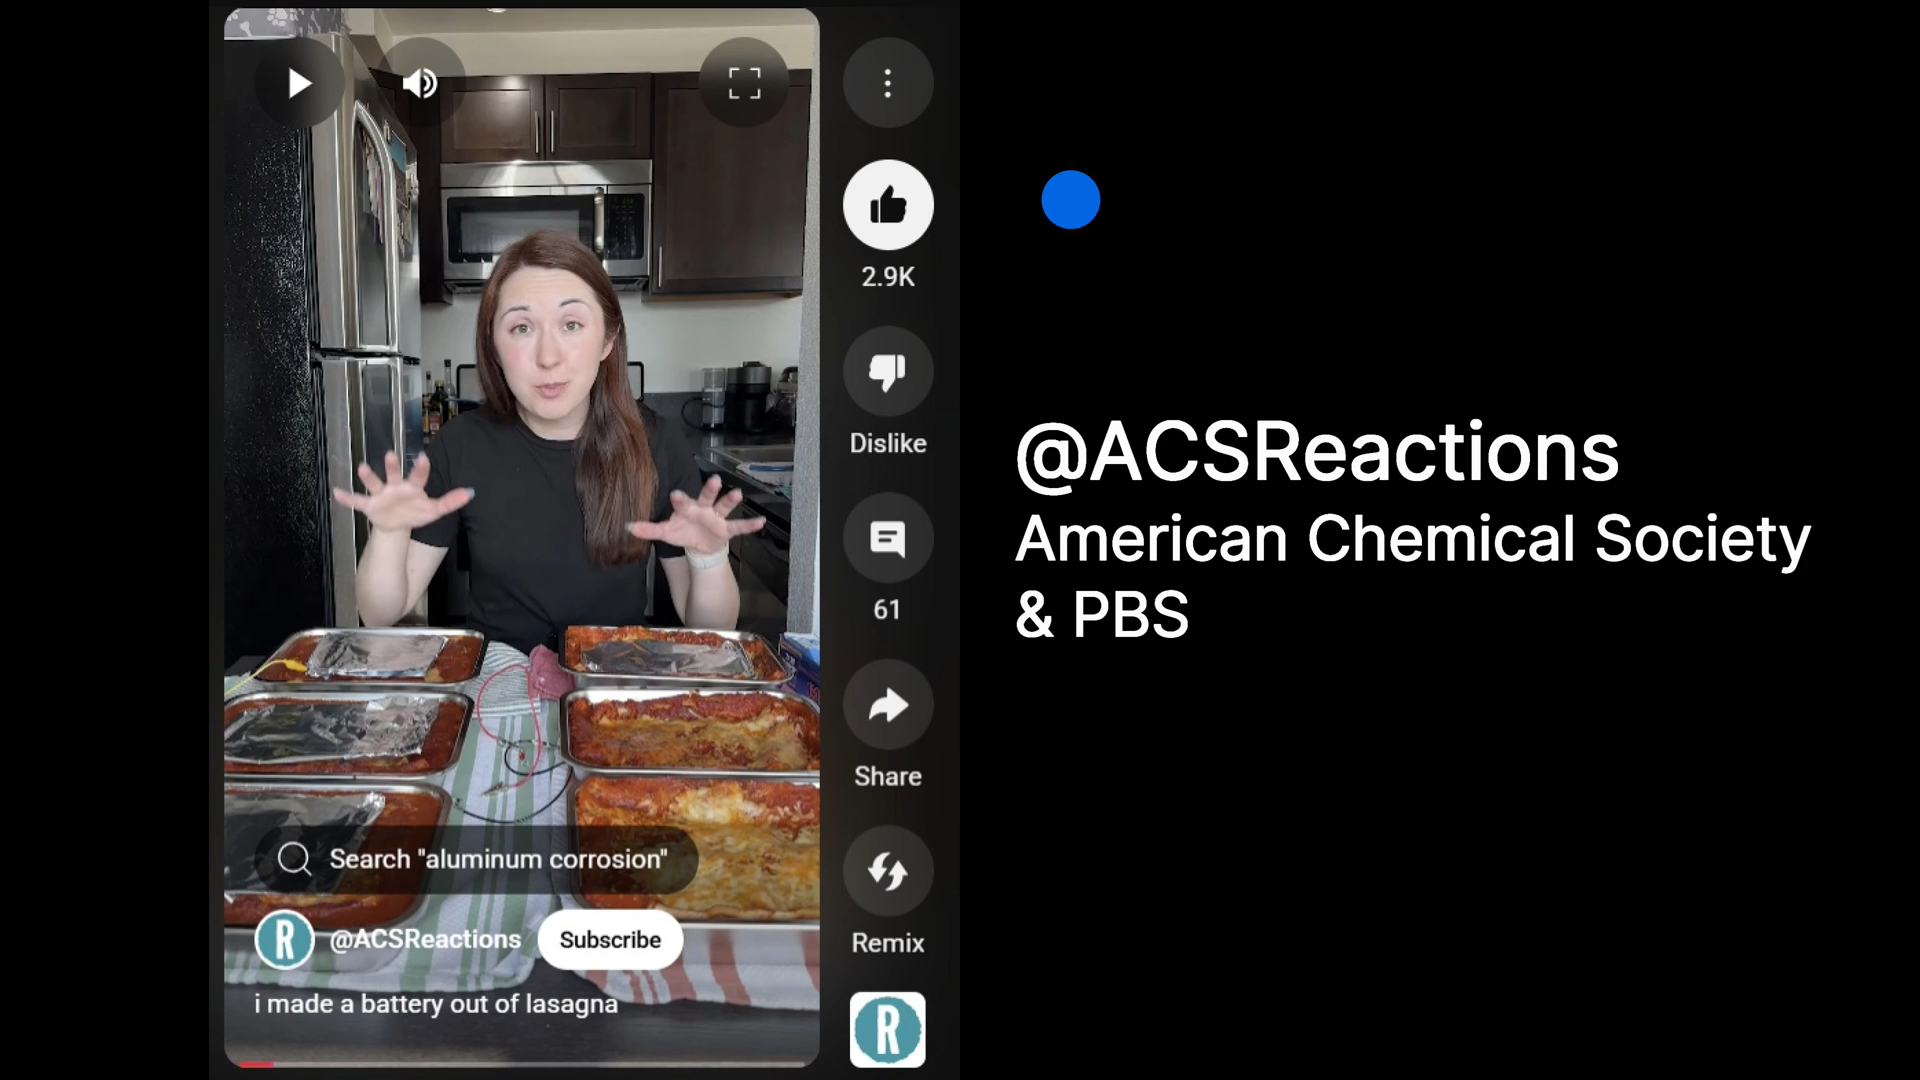 2.9K
Dislike
61
Share
Search "aluminum corrosion"
R @ACSReactions Subscribe
Remix
i made a battery out of lasagna
R
@ACSReactions
American Chemical Society
& PBS